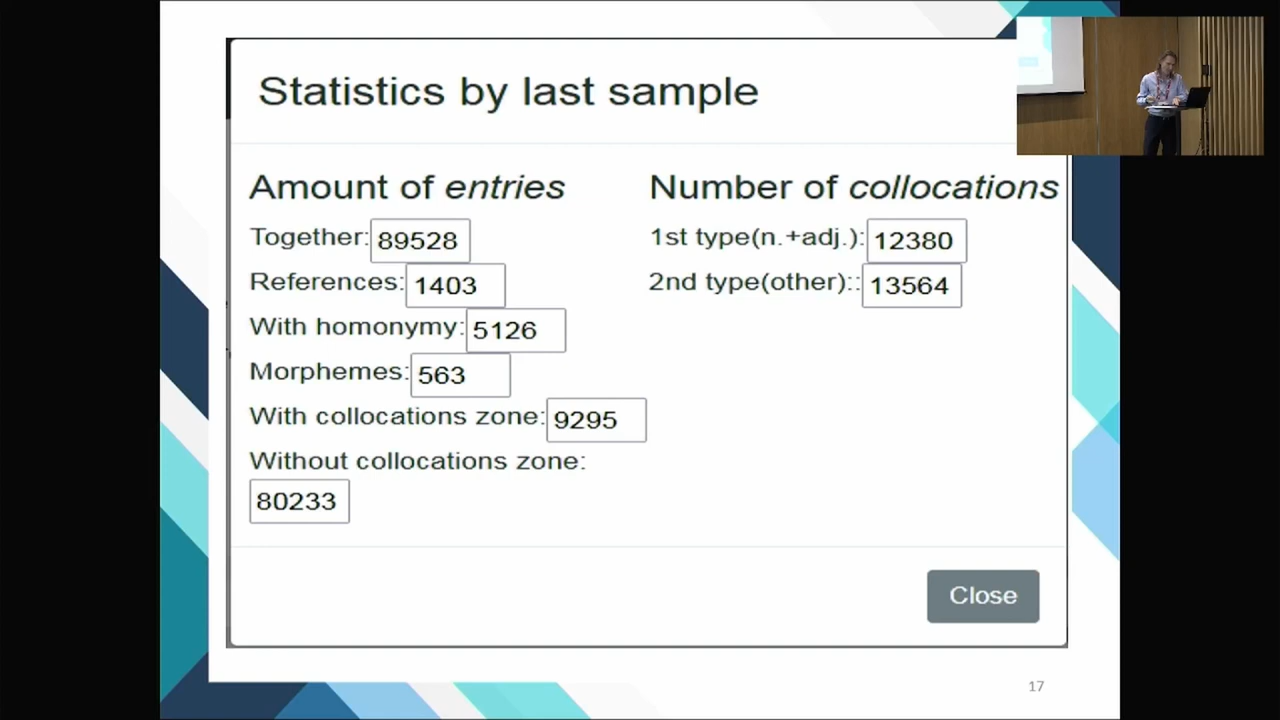 Statistics by last sample
Amount of entries
Together: 89528
References: 1403
With homonymy: 5126
Morphemes: 563
With collocations zone: 9295
Without collocations zone:
80233
Number of collocations
1st type(n.+adj.): 12380
2nd type(other):: 13564
Close
17